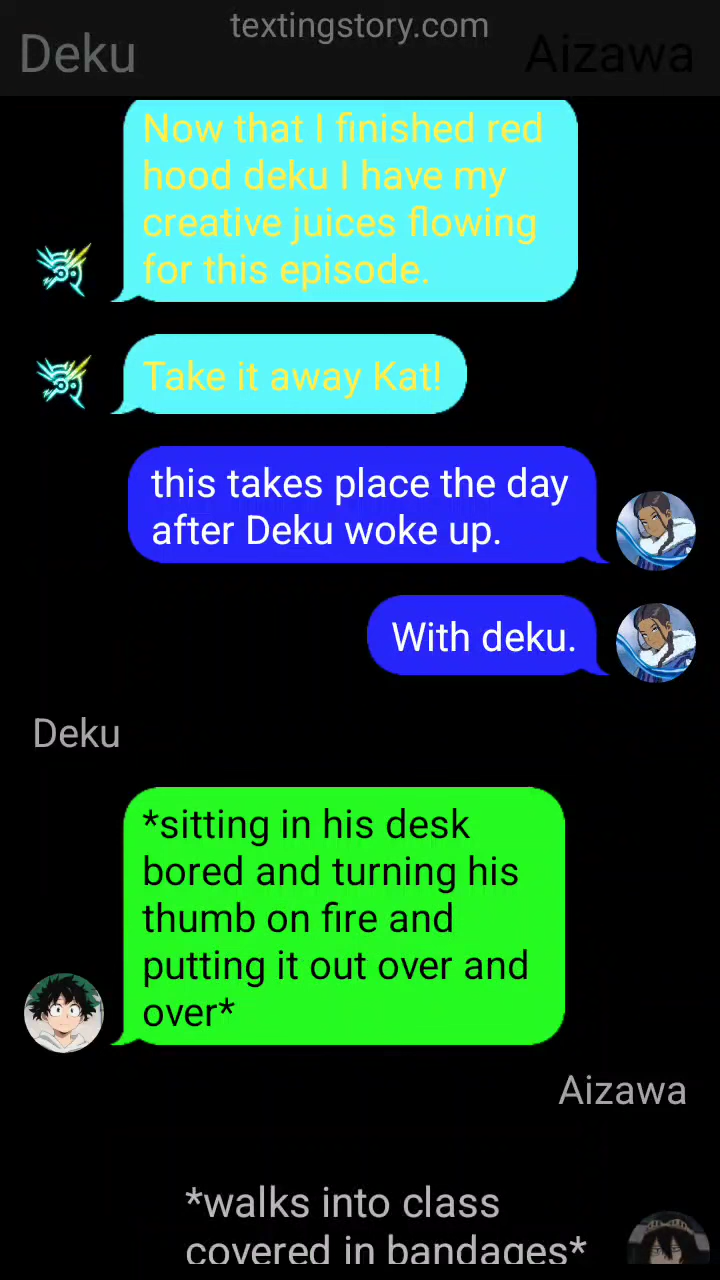 textingstory.com
Deku
Aizawa
Now that I finished red
hood deku I have my
creative juices flowing
for this episode.
Take it away Kat!
this takes place the day
after Deku woke up.
With deku.
Deku
*sitting in his desk
bored and turning his
thumb on fire and
putting it out over and
over*
Aizawa
*walks into class
covered in bandages*